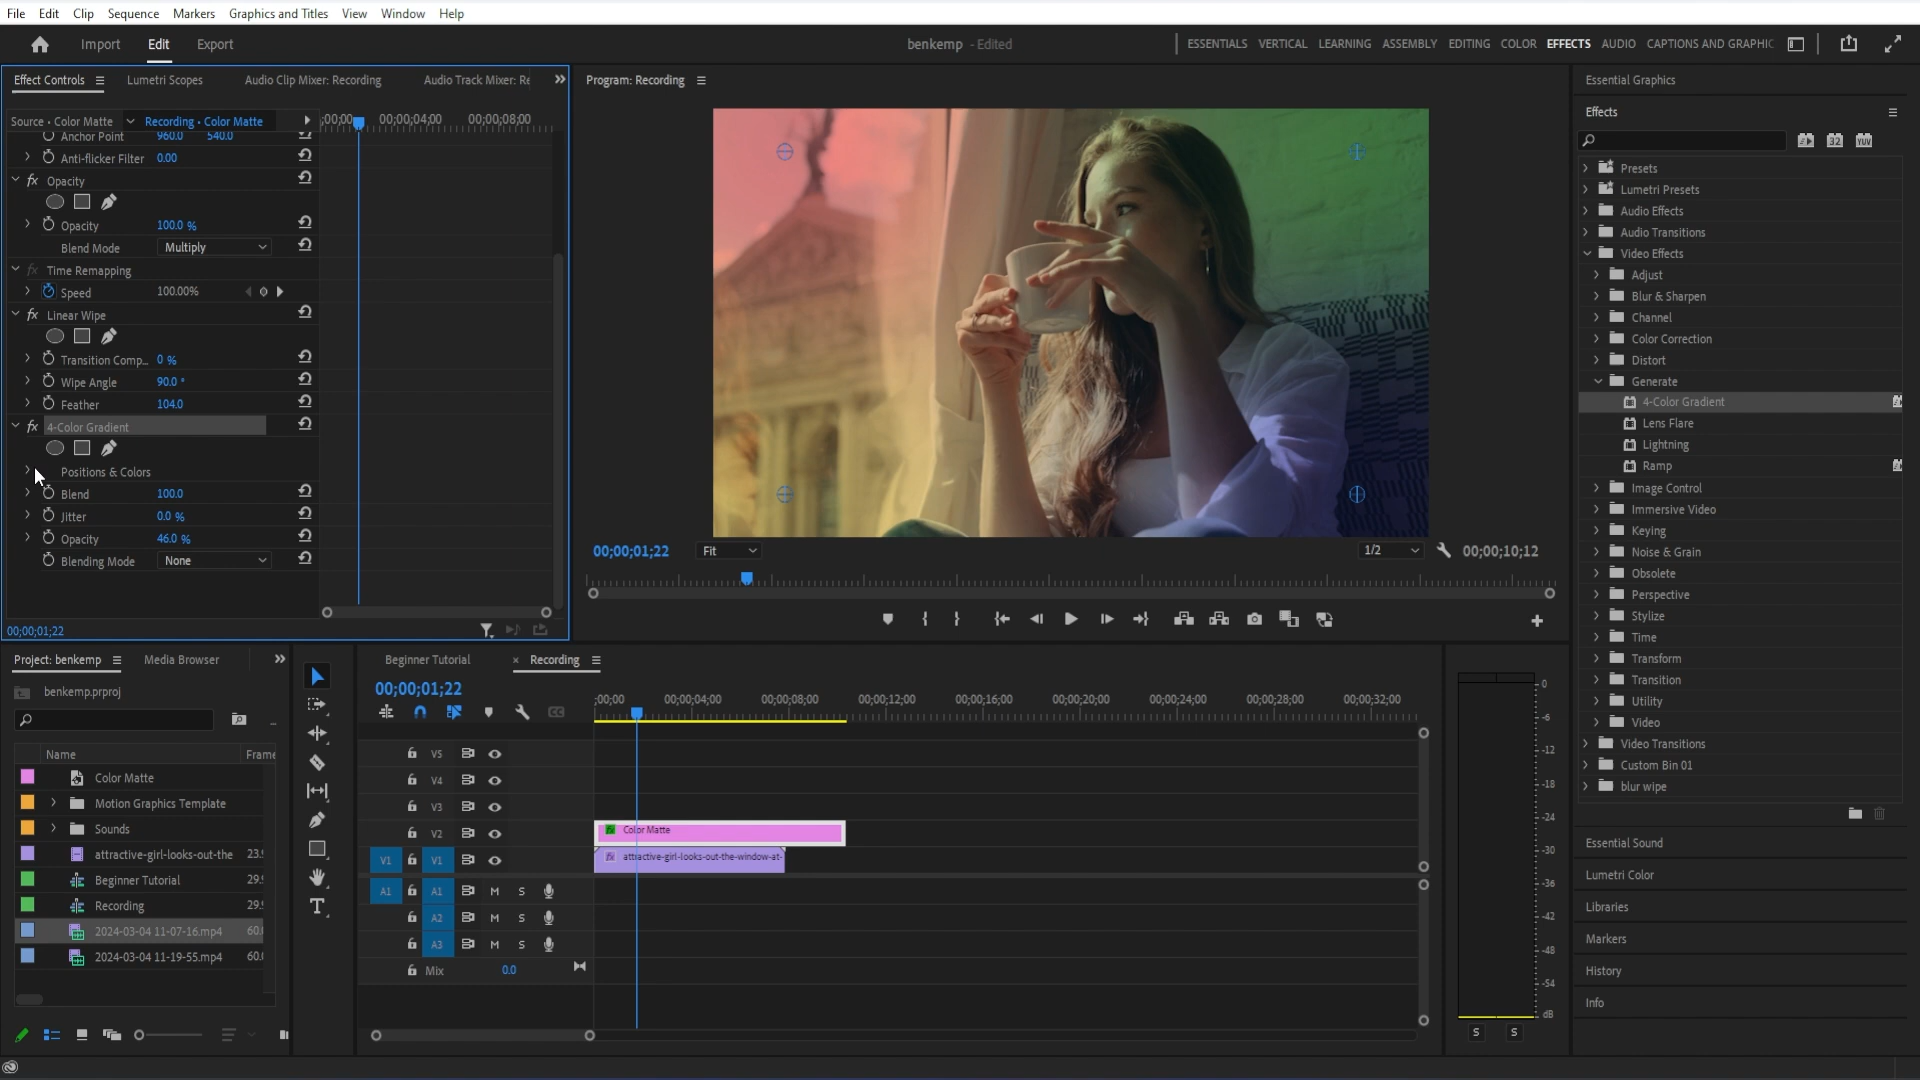 File Edit Clip Sequence Markers Graphics and Titles View Window Help
Import Edit Export benkemp - Edited ESSENTIALS VERTICAL LEARNING ASSEMBLY EDITING COLOR EFFECTS AUDIO CAPTIONS AND GRAPHIC
Effect Controls Lumetri Scopes Audio Clip Mixer: Recording Audio Track Mixer: Re
Source • Color Matte Recording • Color Matte ;00;00 00;00;04;00 00;00;08;00
Anchor Point 960.0 540.0
Anti-flicker Filter 0.00
fx Opacity
Opacity 100.0 %
Blend Mode Multiply
fx Time Remapping
Speed 100.00%
fx Linear Wipe
Transition Comp... 0 %
Wipe Angle 90.0 °
Feather 104.0
fx 4-Color Gradient
Positions & Colors
Blend 100.0
Jitter 0.0 %
Opacity 46.0 %
Blending Mode None
00;00;01;22
Program: Recording
00;00;01;22 Fit 1/2 00;00;10;12
Essential Graphics
Effects
32 YUV
Presets
Lumetri Presets
Audio Effects
Audio Transitions
Video Effects
Adjust
Blur & Sharpen
Channel
Color Correction
Distort
Generate
4-Color Gradient
Lens Flare
Lightning
Ramp
Image Control
Immersive Video
Keying
Noise & Grain
Obsolete
Perspective
Stylize
Time
Transform
Transition
Utility
Video
Video Transitions
Custom Bin 01
blur wipe
Essential Sound
Lumetri Color
Libraries
Markers
History
Info
Project: benkemp Media Browser
benkemp.prproj
Name Frame
Color Matte
Motion Graphics Template
Sounds
attractive-girl-looks-out-the 23.9
Beginner Tutorial 29.9
Recording 29.9
2024-03-04 11-07-16.mp4 60.0
2024-03-04 11-19-55.mp4 60.0
T
Beginner Tutorial × Recording
00;00;01;22
;00;00 00;00;04;00 00;00;08;00 00;00;12;00 00;00;16;00 00;00;20;00 00;00;24;00 00;00;28;00 00;00;32;00
V5
V4
V3
V2 fx Color Matte
V1 V1 fx attractive-girl-looks-out-the-window-at-
A1 A1 M S
A2 M S
A3 M S
Mix 0.0
0
-6
-12
-18
-24
-30
-36
-42
-48
-54
dB
S S